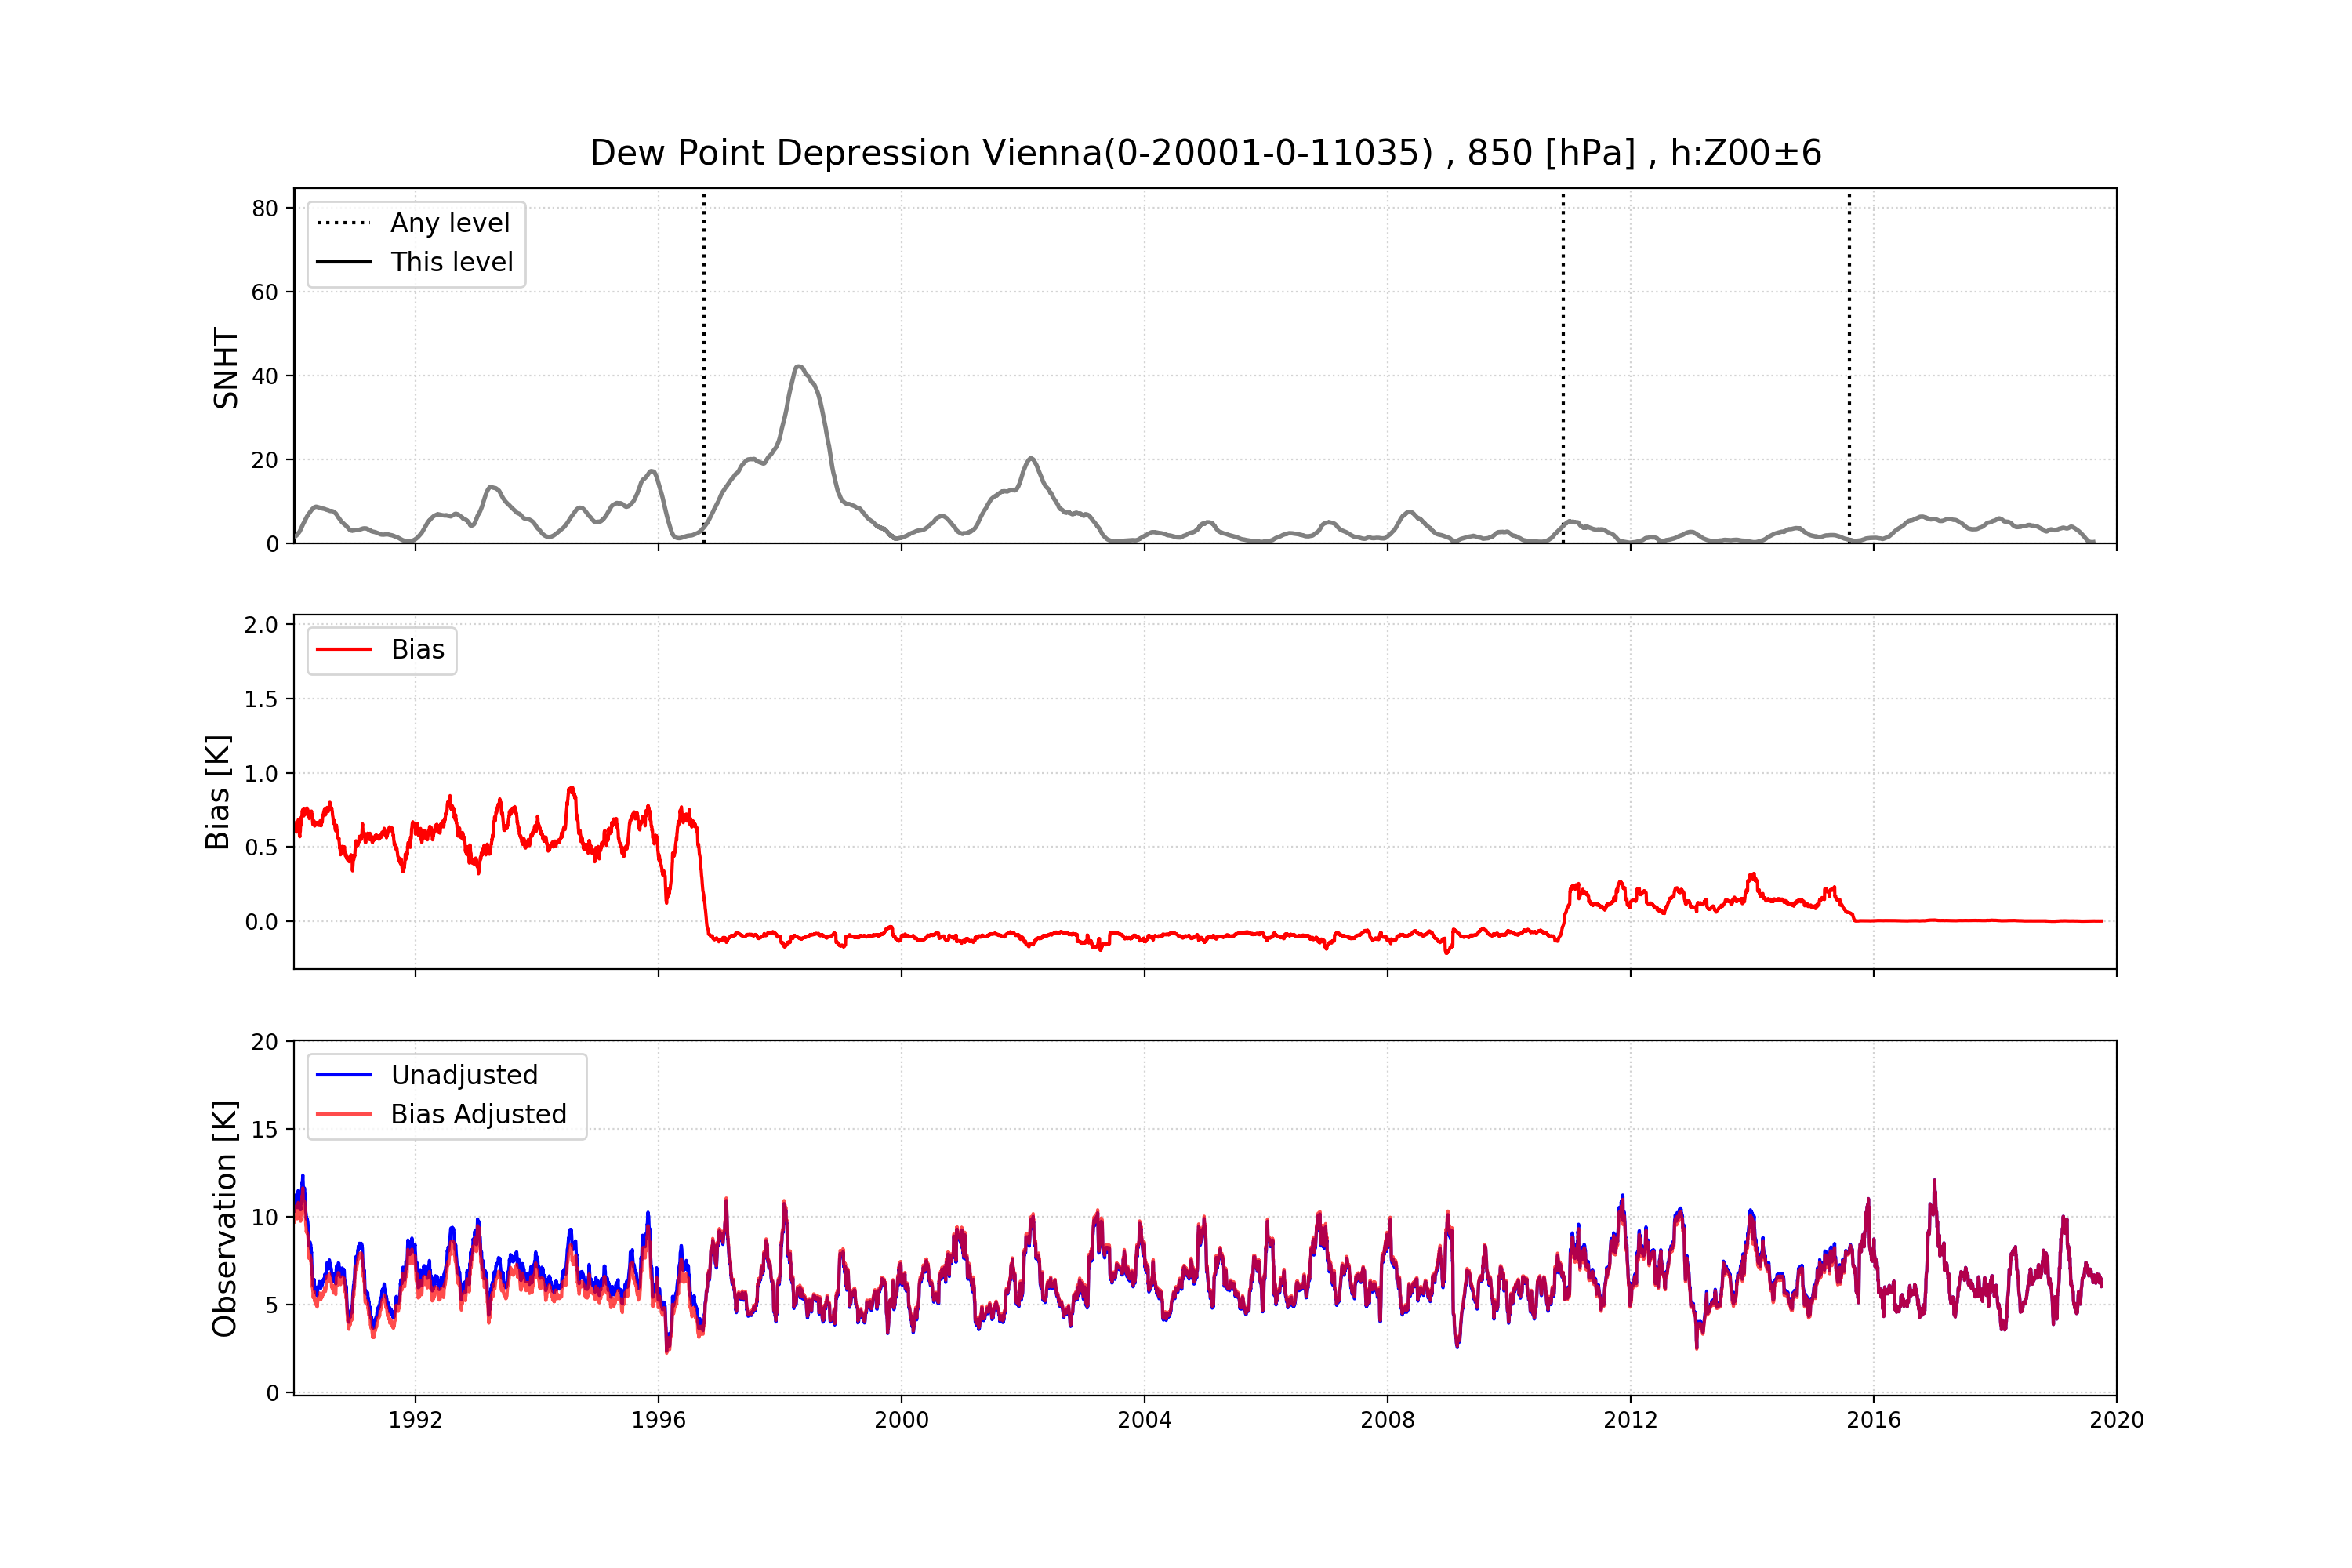 Dew Point Depression Vienna(0-20001-0-11035) , 850 [hPa] , h:Z00±6
SNHT
80
60
40
20
0
Any level
This level
Bias [K]
2.0
1.5
1.0
0.5
0.0
Bias
Observation [K]
20
15
10
5
0
Unadjusted
Bias Adjusted
1992 1996 2000 2004 2008 2012 2016 2020